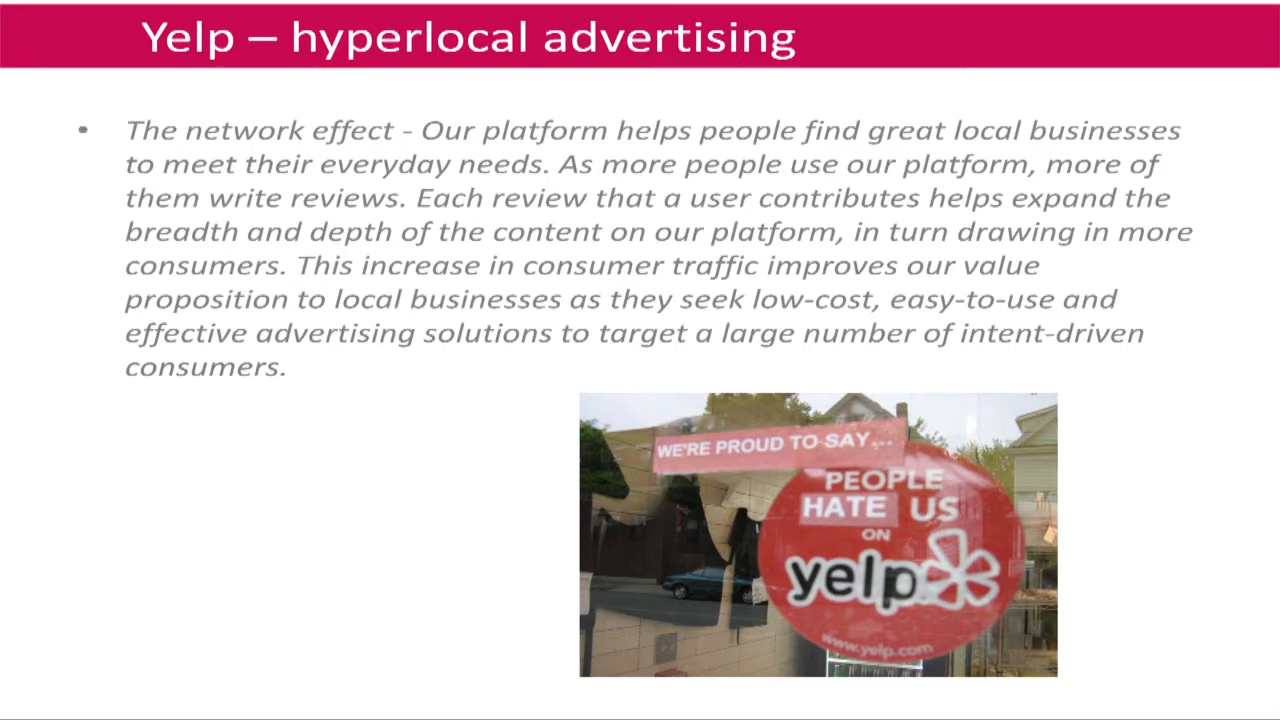 Yelp – hyperlocal advertising
• The network effect - Our platform helps people find great local businesses
to meet their everyday needs. As more people use our platform, more of
them write reviews. Each review that a user contributes helps expand the
breadth and depth of the content on our platform, in turn drawing in more
consumers. This increase in consumer traffic improves our value
proposition to local businesses as they seek low-cost, easy-to-use and
effective advertising solutions to target a large number of intent-driven
consumers.
WE'RE PROUD TO SAY...
PEOPLE
HATE US
ON
yelp
www.yelp.com